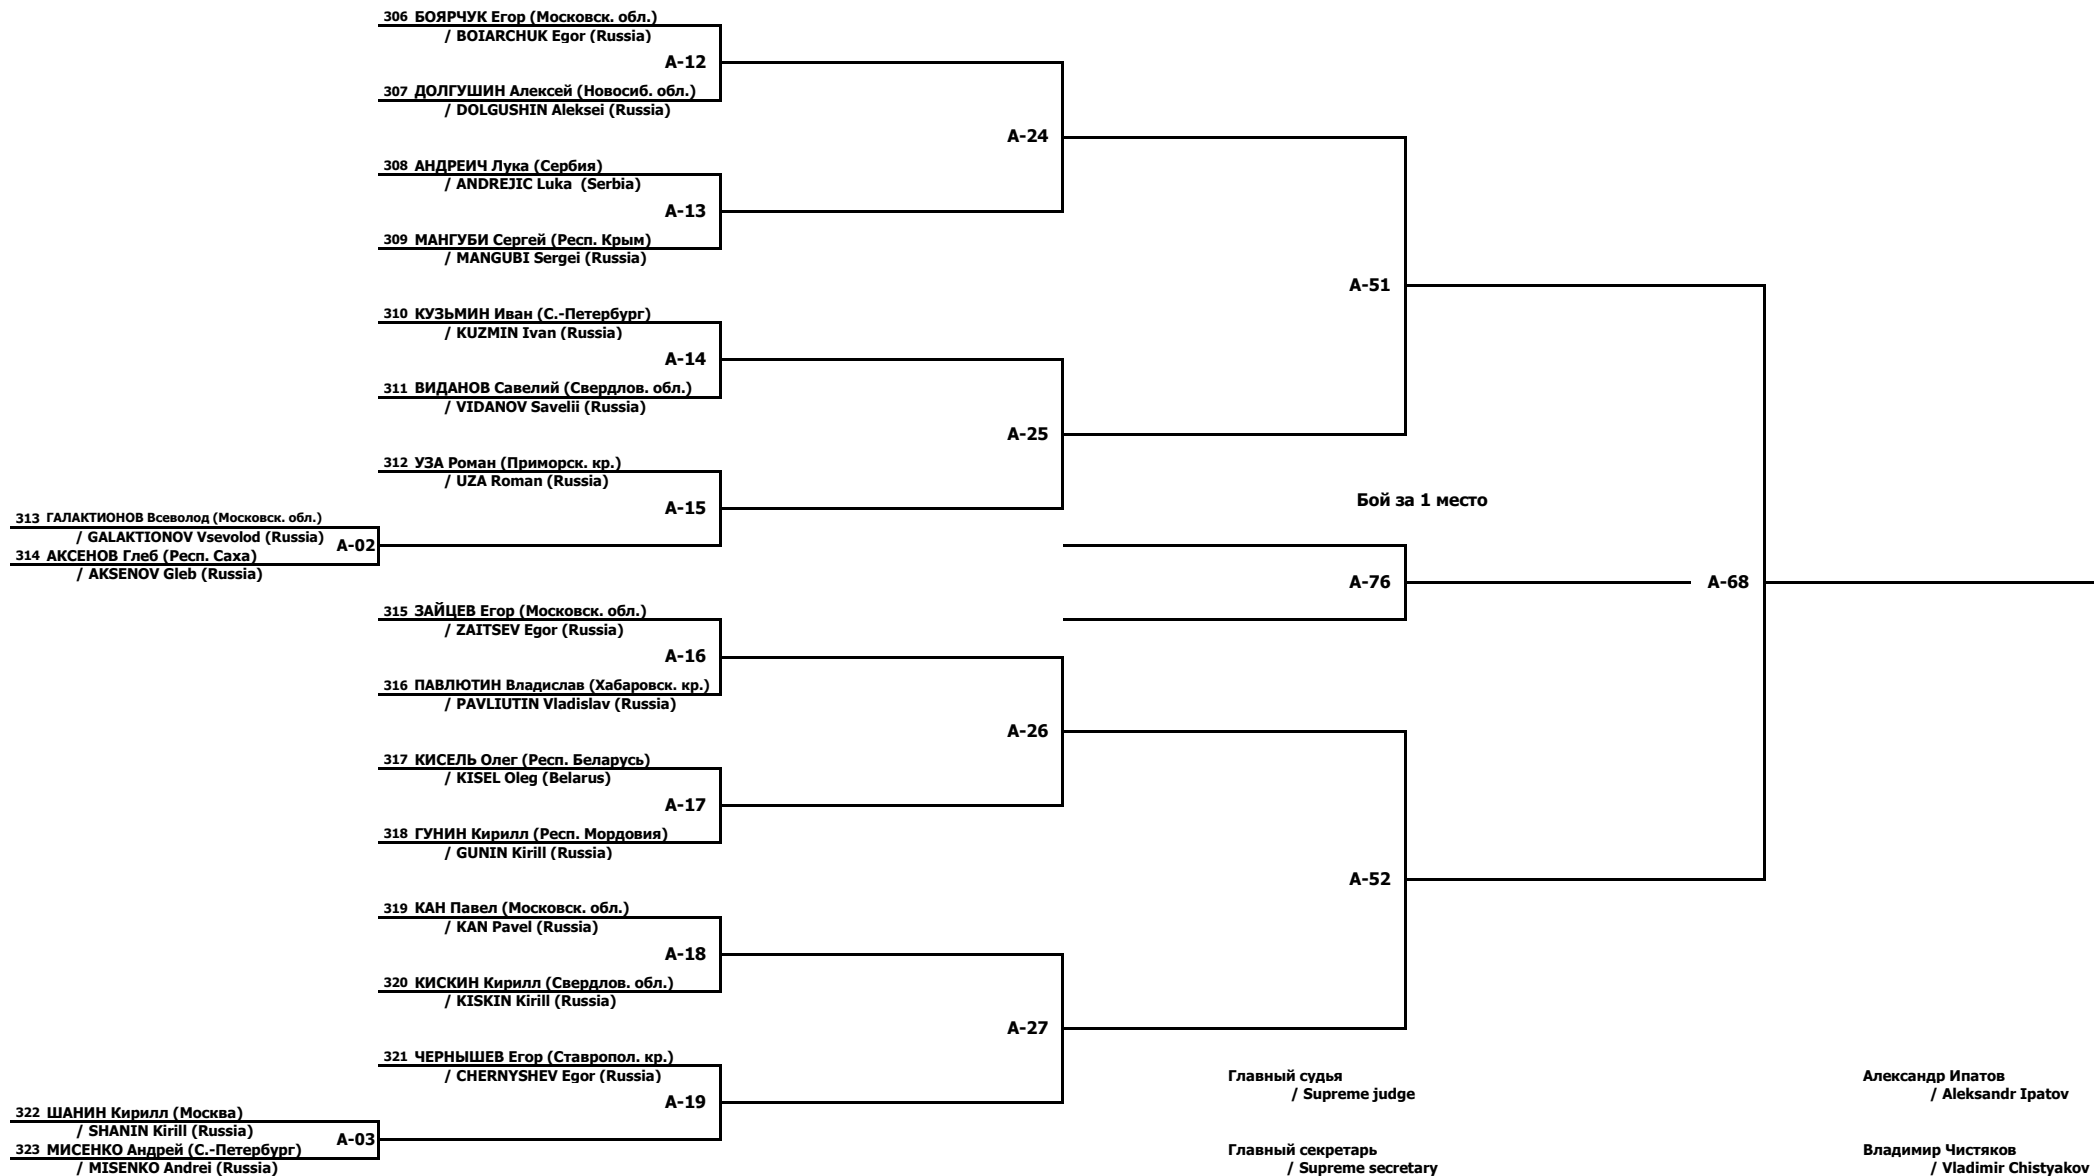 306 БОЯРЧУК Егор (Московск. обл.)
/ BOIARCHUK Egor (Russia)
A-12
307 ДОЛГУШИН Алексей (Новосиб. обл.)
/ DOLGUSHIN Aleksei (Russia)
A-24
308 АНДРЕИЧ Лука (Сербия)
/ ANDREJIC Luka (Serbia)
A-13
309 МАНГУБИ Сергей (Респ. Крым)
/ MANGUBI Sergei (Russia)
A-51
310 КУЗЬМИН Иван (С.-Петербург)
/ KUZMIN Ivan (Russia)
A-14
311 ВИДАНОВ Савелий (Свердлов. обл.)
/ VIDANOV Savelii (Russia)
A-25
312 УЗА Роман (Приморск. кр.)
/ UZA Roman (Russia)
A-15
Бой за 1 место
313 ГАЛАКТИОНОВ Всеволод (Московск. обл.)
/ GALAKTIONOV Vsevolod (Russia)
A-02
314 АКСЕНОВ Глеб (Респ. Саха)
/ AKSENOV Gleb (Russia)
A-76
A-68
315 ЗАЙЦЕВ Егор (Московск. обл.)
/ ZAITSEV Egor (Russia)
A-16
316 ПАВЛЮТИН Владислав (Хабаровск. кр.)
/ PAVLIUTIN Vladislav (Russia)
A-26
317 КИСЕЛЬ Олег (Респ. Беларусь)
/ KISEL Oleg (Belarus)
A-17
318 ГУНИН Кирилл (Респ. Мордовия)
/ GUNIN Kirill (Russia)
A-52
319 КАН Павел (Московск. обл.)
/ KAN Pavel (Russia)
A-18
320 КИСКИН Кирилл (Свердлов. обл.)
/ KISKIN Kirill (Russia)
A-27
321 ЧЕРНЫШЕВ Егор (Ставропол. кр.)
/ CHERNYSHEV Egor (Russia)
A-19
322 ШАНИН Кирилл (Москва)
/ SHANIN Kirill (Russia)
A-03
323 МИСЕНКО Андрей (С.-Петербург)
/ MISENKO Andrei (Russia)
Главный судья
/ Supreme judge
Александр Ипатов
/ Aleksandr Ipatov
Главный секретарь
/ Supreme secretary
Владимир Чистяков
/ Vladimir Chistyakov